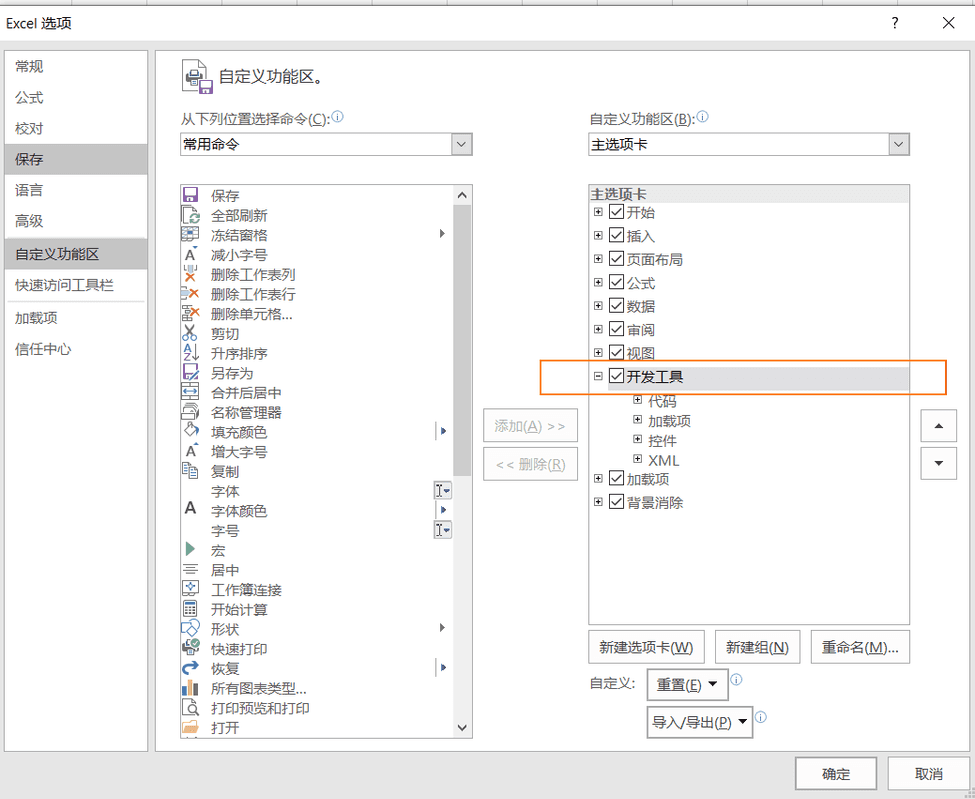 Excel 选项
?
常规
公式
校对
保存
语言
高级
自定义功能区
快速访问工具栏
加载项
信任中心
自定义功能区。
从下列位置选择命令(C):
常用命令
保存
全部刷新
冻结窗格
减小字号
删除工作表列
删除工作表行
删除单元格...
剪切
升序排序
另存为
合并后居中
名称管理器
填充颜色
增大字号
复制
字体
字体颜色
字号
宏
居中
工作簿连接
开始计算
形状
快速打印
恢复
所有图表类型...
打印预览和打印
打开
添加(A) >>
<< 删除(R)
自定义功能区(B):
主选项卡
主选项卡
开始
插入
页面布局
公式
数据
审阅
视图
开发工具
代码
加载项
控件
XML
加载项
背景消除
新建选项卡(W)
新建组(N)
重命名(M)...
自定义:
重置(E)
导入/导出(P)
确定
取消